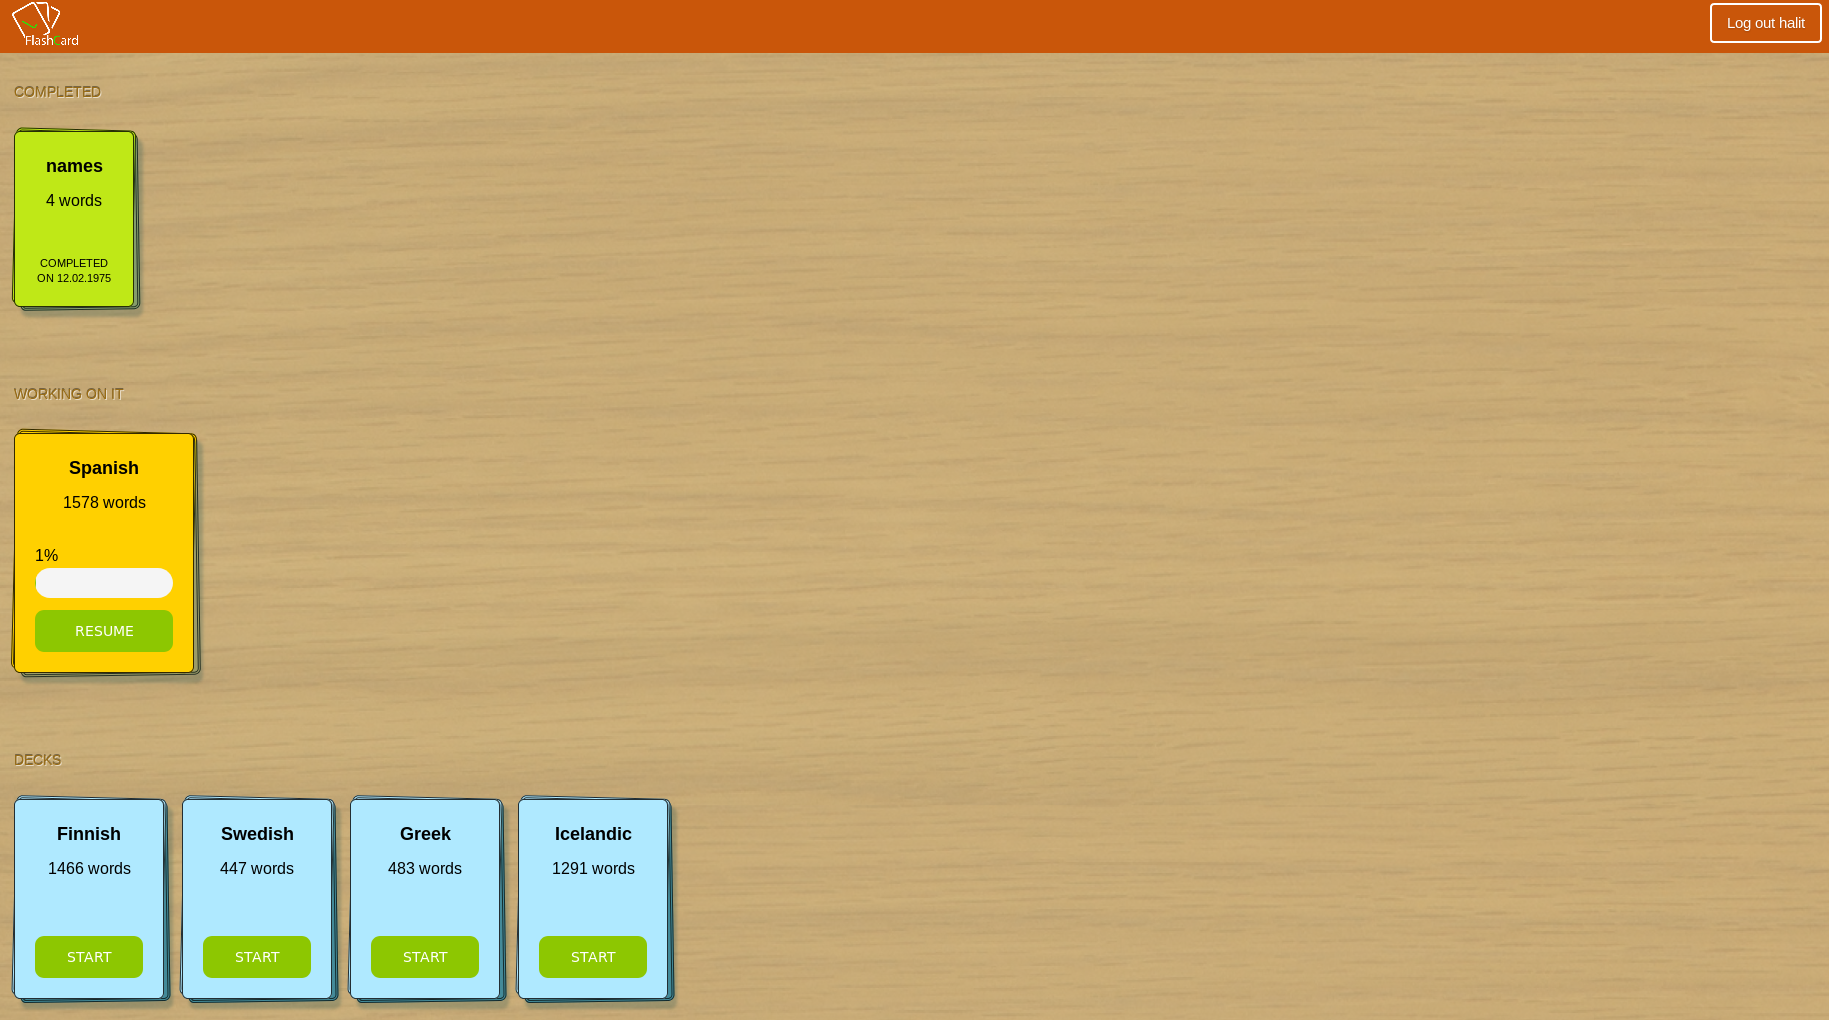 FlashCard
Log out halit
COMPLETED
names
4 words
COMPLETED
ON 12.02.1975
WORKING ON IT
Spanish
1578 words
1%
RESUME
DECKS
Finnish
1466 words
START
Swedish
447 words
START
Greek
483 words
START
Icelandic
1291 words
START